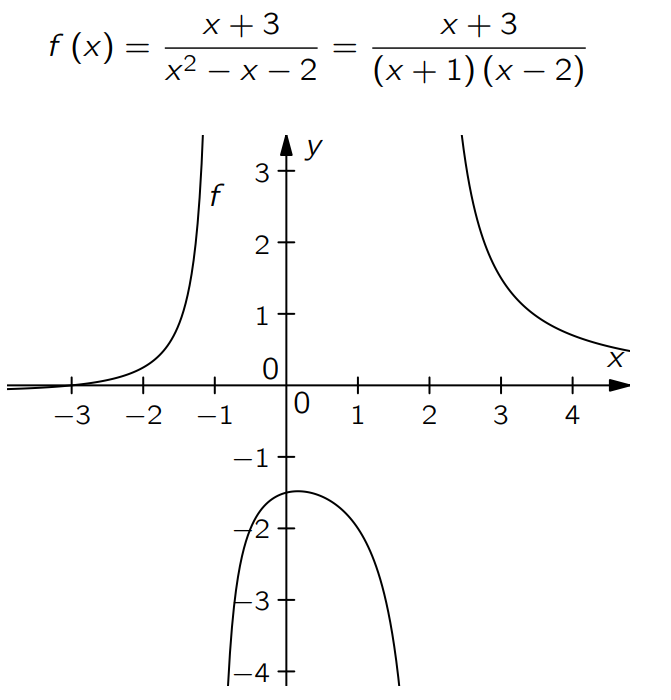 f (x) = x + 3 / x² − x − 2 = x + 3 / (x + 1) (x − 2)
y
3
f
2
1
0
x
−3 −2 −1 0 1 2 3 4
−1
−2
−3
−4